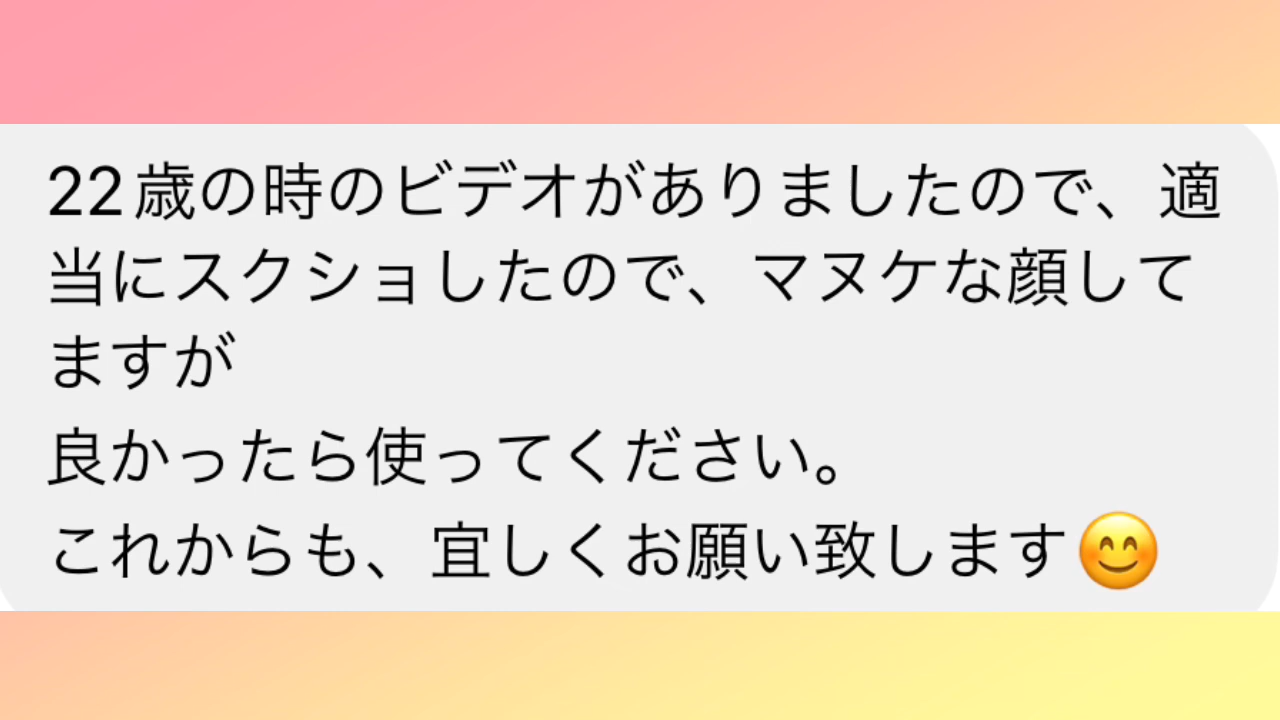 22歳の時のビデオがありましたので、適
当にスクショしたので、マヌケな顔して
ますが
良かったら使ってください。
これからも、宜しくお願い致します😊